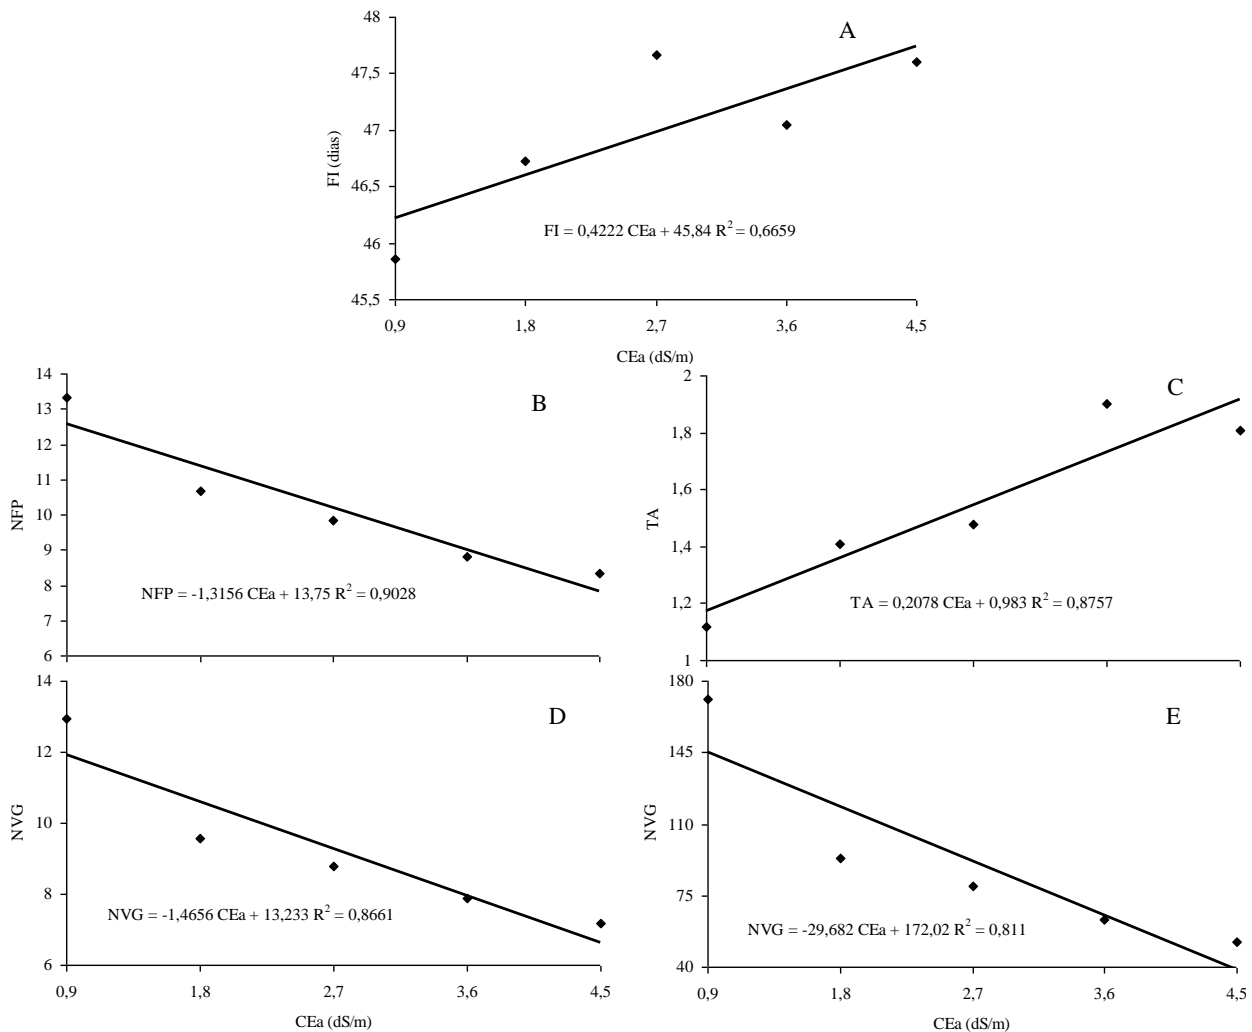 A
48
47,5
47
46,5
46
45,5
FI (dias)
FI = 0,4222 CEa + 45,84 R2 = 0,6659
0,9 1,8 2,7 3,6 4,5
CEa (dS/m)
B
14
13
12
11
10
9
8
7
6
NFP
NFP = -1,3156 CEa + 13,75 R2 = 0,9028
C
2
1,8
1,6
1,4
1,2
1
TA
TA = 0,2078 CEa + 0,983 R2 = 0,8757
D
14
12
10
8
6
NVG
NVG = -1,4656 CEa + 13,233 R2 = 0,8661
0,9 1,8 2,7 3,6 4,5
CEa (dS/m)
E
180
145
110
75
40
NVG
NVG = -29,682 CEa + 172,02 R2 = 0,811
0,9 1,8 2,7 3,6 4,5
CEa (dS/m)